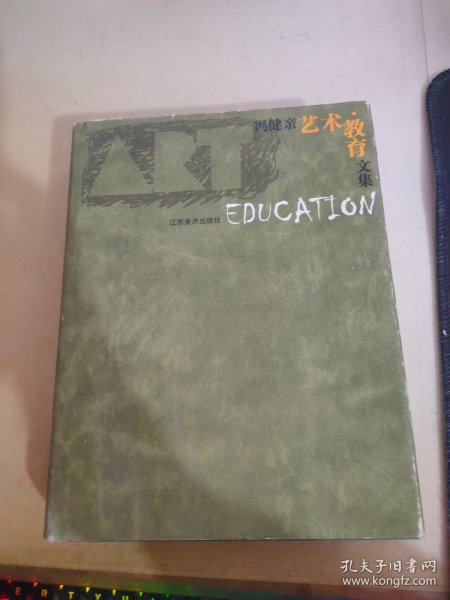 ART
冯健亲艺术·教育文集
江苏美术出版社
EDUCATION
E R T Y U
孔夫子旧书网
www.kongfz.com